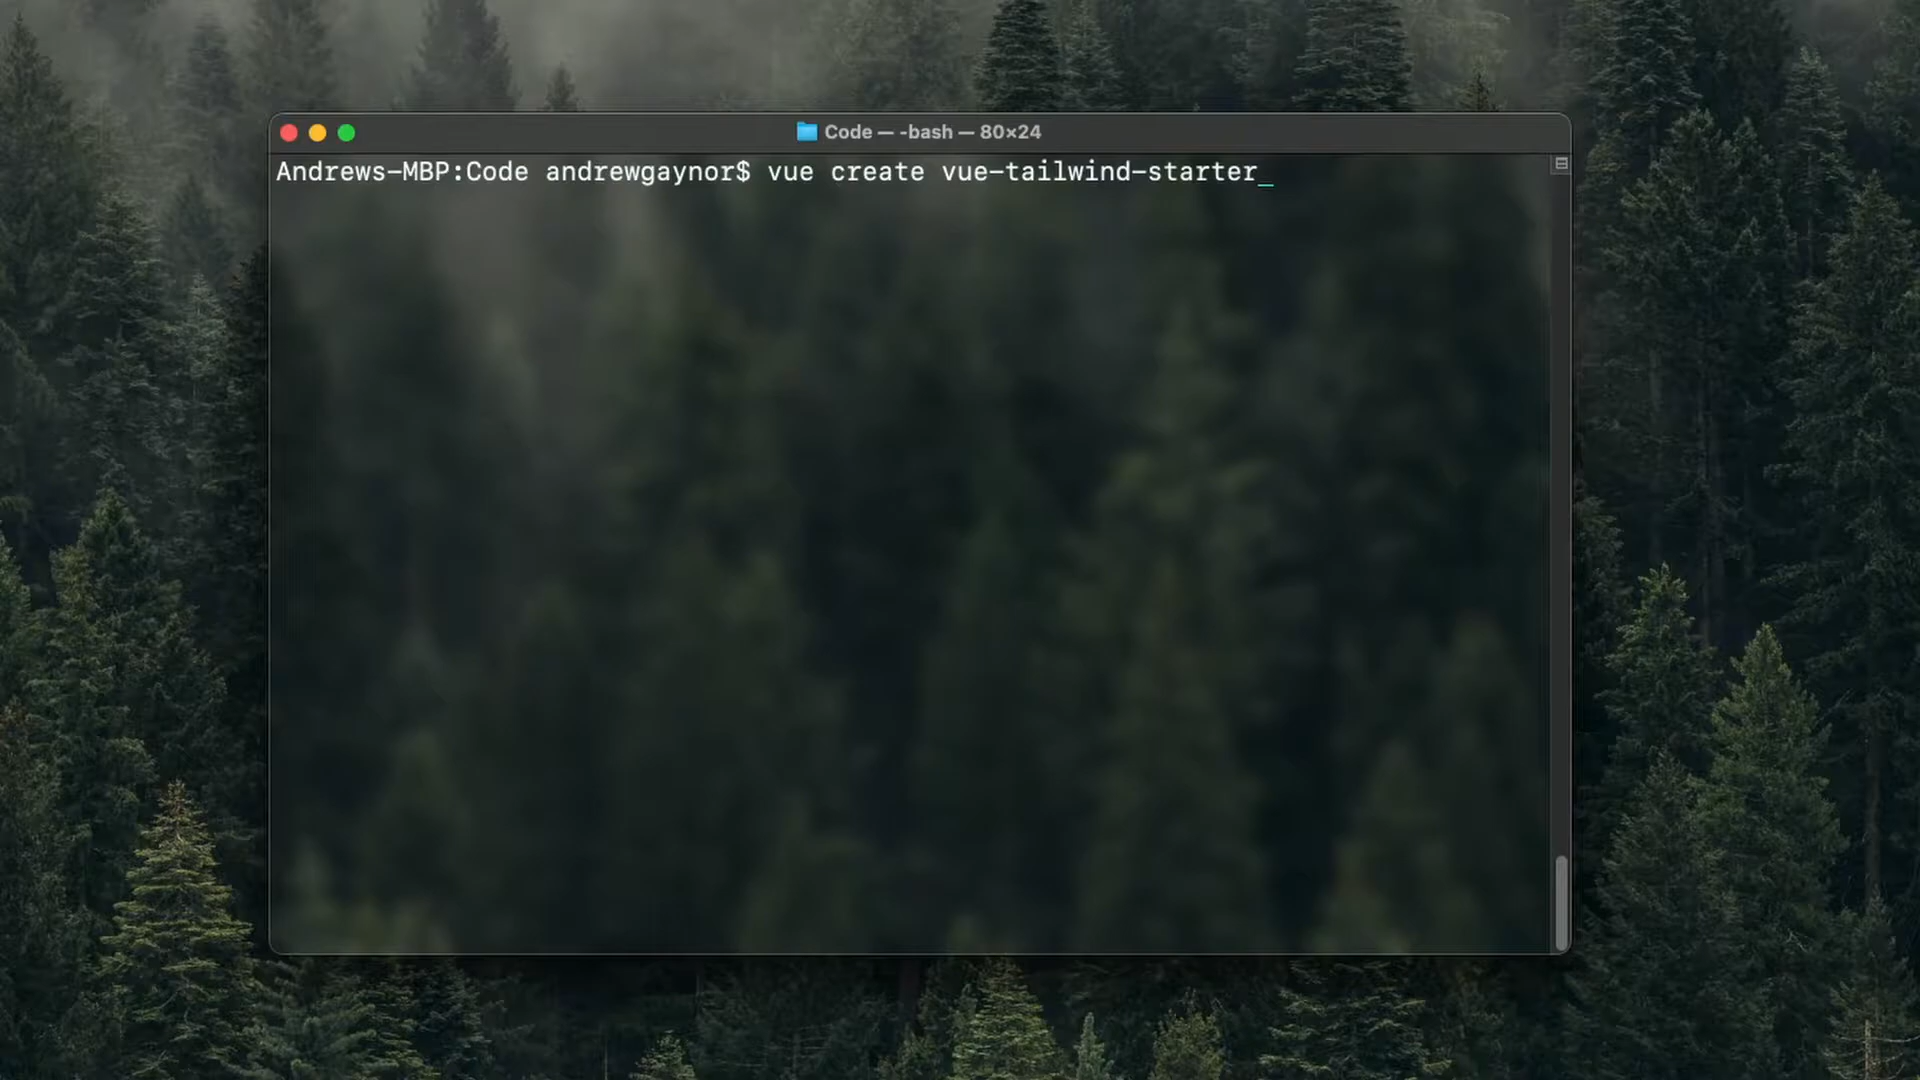 Code — -bash — 80×24
Andrews-MBP:Code andrewgaynor$ vue create vue-tailwind-starter_